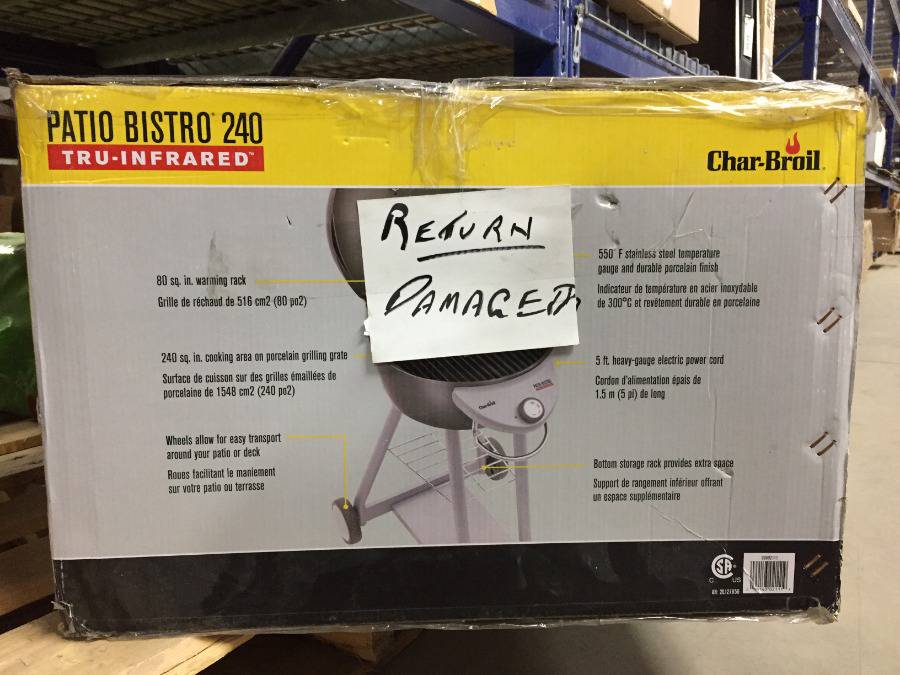 PATIO BISTRO® 240
TRU-INFRARED™
Char-Broil
RETURN
DAMAGED
80 sq. in. warming rack
Grille de réchaud de 516 cm2 (80 po2)
240 sq. in. cooking area on porcelain grilling grate
Surface de cuisson sur des grilles émaillées de
porcelaine de 1548 cm2 (240 po2)
Wheels allow for easy transport
around your patio or deck
Roues facilitant le maniement
sur votre patio ou terrasse
550° F stainless steel temperature
gauge and durable porcelain finish
Indicateur de température en acier inoxydable
de 300°C et revêtement durable en porcelaine
5 ft. heavy-gauge electric power cord
Cordon d'alimentation épais de
1.5 m (5 pi) de long
Char-Broil
Bottom storage rack provides extra space
Support de rangement inférieur offrant
un espace supplémentaire
C US